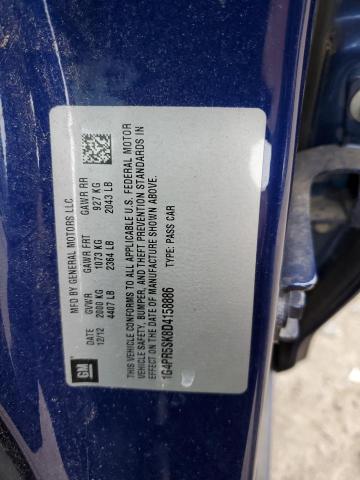 MFD BY GENERAL MOTORS LLC
DATE GVWR GAWR FRT GAWR RR
12/12 2000 KG 1073 KG 927 KG
4407 LB 2364 LB 2043 LB
THIS VEHICLE CONFORMS TO ALL APPLICABLE U.S. FEDERAL MOTOR
VEHICLE SAFETY, BUMPER, AND THEFT PREVENTION STANDARDS IN
EFFECT ON THE DATE OF MANUFACTURE SHOWN ABOVE.
1G4PR5SK8D4158886 TYPE: PASS CAR
GM